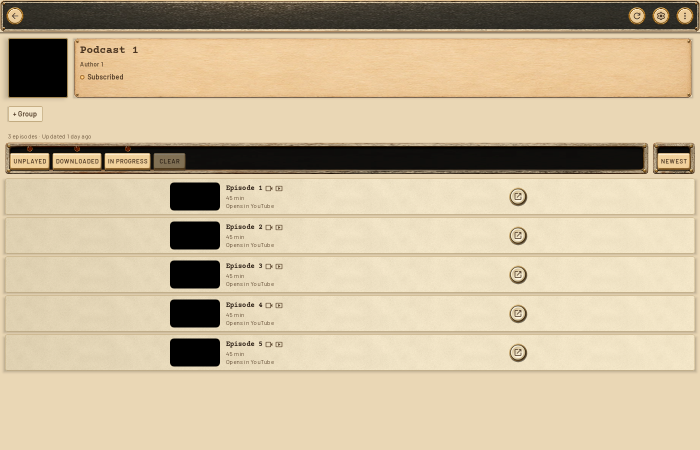 Podcast 1
Author 1
Subscribed
+ Group
3 episodes · Updated 1 day ago
UNPLAYED DOWNLOADED IN PROGRESS CLEAR NEWEST
Episode 1
45 min
Opens in YouTube
Episode 2
45 min
Opens in YouTube
Episode 3
45 min
Opens in YouTube
Episode 4
45 min
Opens in YouTube
Episode 5
45 min
Opens in YouTube